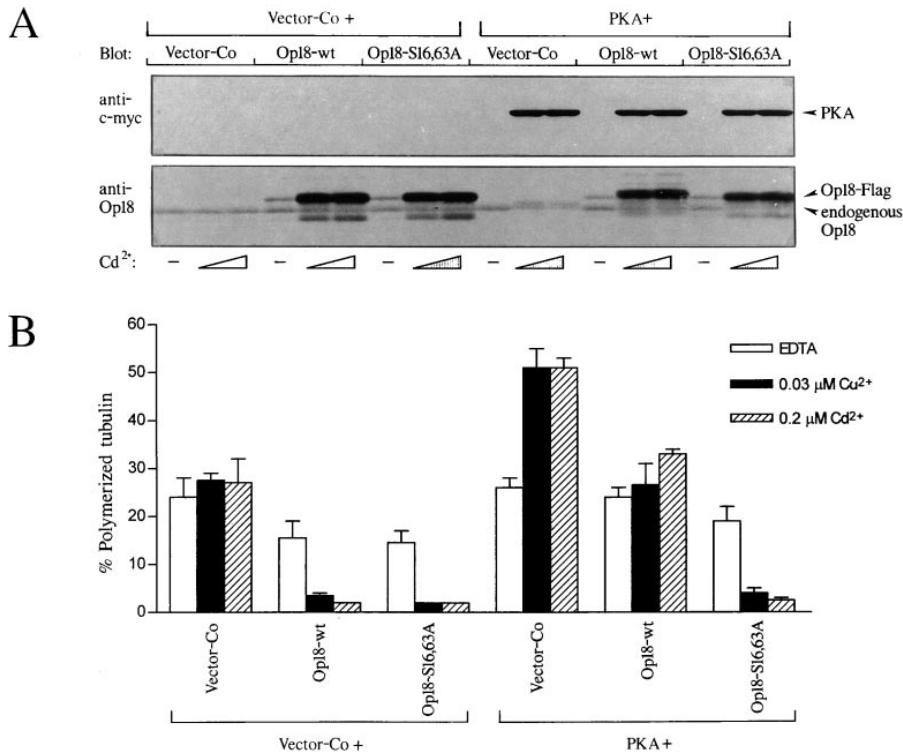 A
Vector-Co + PKA+
Blot: Vector-Co Op18-wt Op18-S16,63A Vector-Co Op18-wt Op18-S16,63A
anti-
c-myc
PKA
anti-
Op18
Op18-Flag
endogenous
Op18
Cd2+: – – – – – –
B
60
50
40
30
20
10
0
% Polymerized tubulin
EDTA
0.03 µM Cu2+
0.2 µM Cd2+
Vector-Co
Op18-wt
Op18-S16,63A
Vector-Co
Op18-wt
Op18-S16,63A
Vector-Co + PKA+